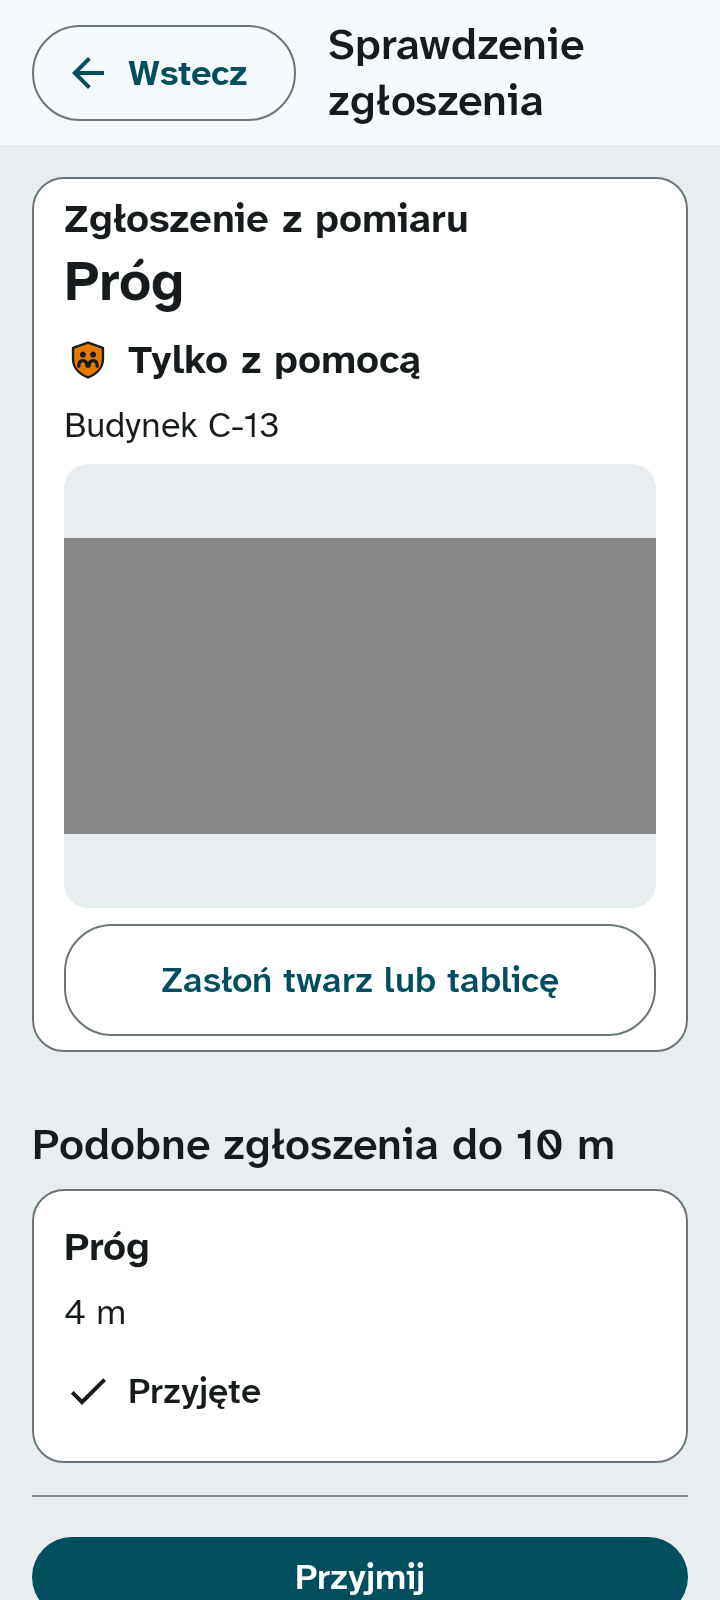 Wstecz
Sprawdzenie
zgłoszenia
Zgłoszenie z pomiaru
Próg
Tylko z pomocą
Budynek C-13
Zasłoń twarz lub tablicę
Podobne zgłoszenia do 10 m
Próg
4 m
Przyjęte
Przyjmij